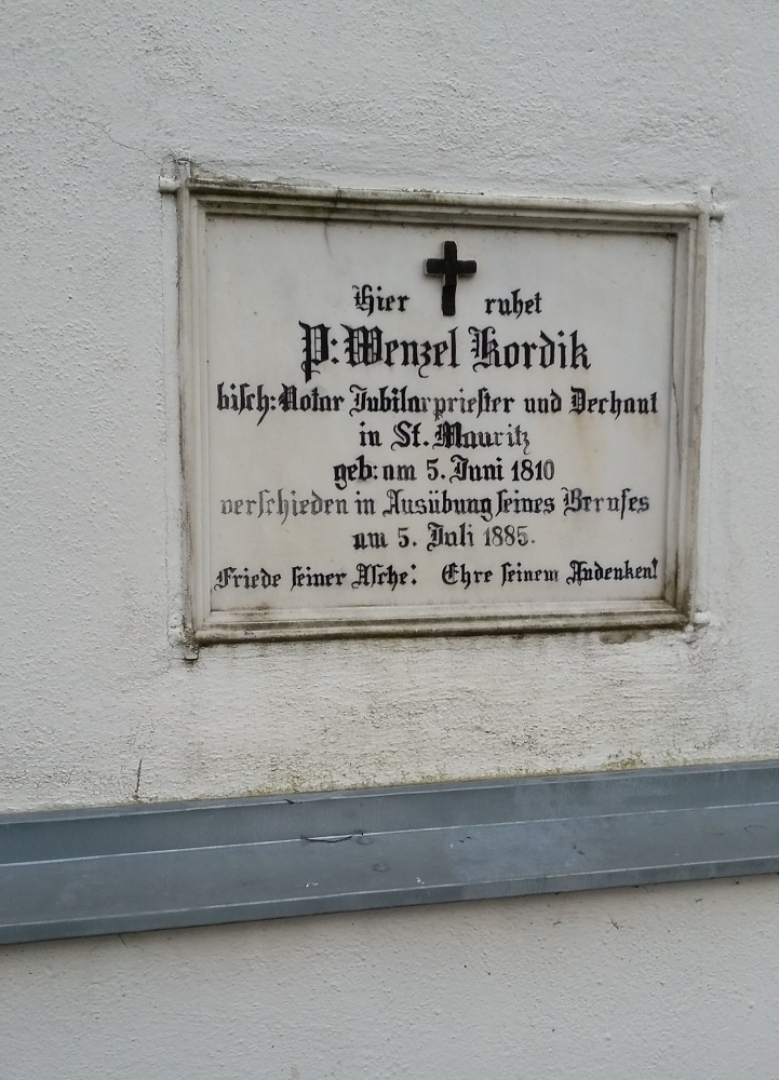 Hier ruhet
P: Wenzel Kordik
bisch: Notar Jubilarpriester und Dechant
in St. Mauritz
geb: am 5. Juni 1810
verschieden in Ausübung seines Berufes
am 5. Juli 1885.
Friede seiner Asche! Ehre seinem Andenken!